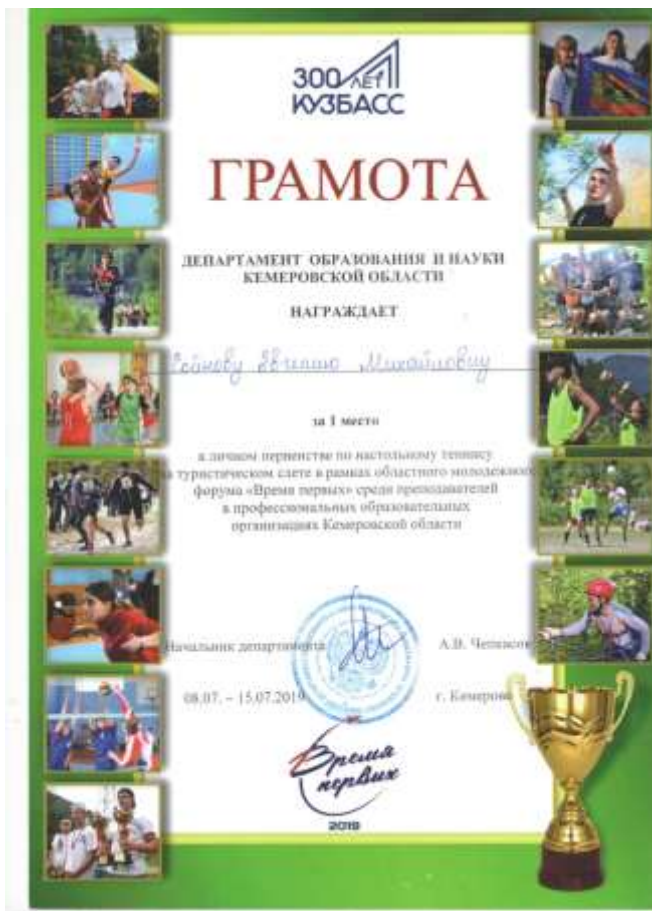 300 ЛЕТ
КУЗБАСС
ГРАМОТА
ДЕПАРТАМЕНТ ОБРАЗОВАНИЯ И НАУКИ
КЕМЕРОВСКОЙ ОБЛАСТИ
НАГРАЖДАЕТ
Евгению Михайловичу
за 1 место
в личном первенстве по настольному теннису
на туристическом слете в рамках областного молодежного
форума «Время первых» среди преподавателей
в профессиональных образовательных
организациях Кемеровской области
Начальник департамента А.В. Чепкасов
08.07. – 15.07.2019 г. Кемерово
Время
первых
2019